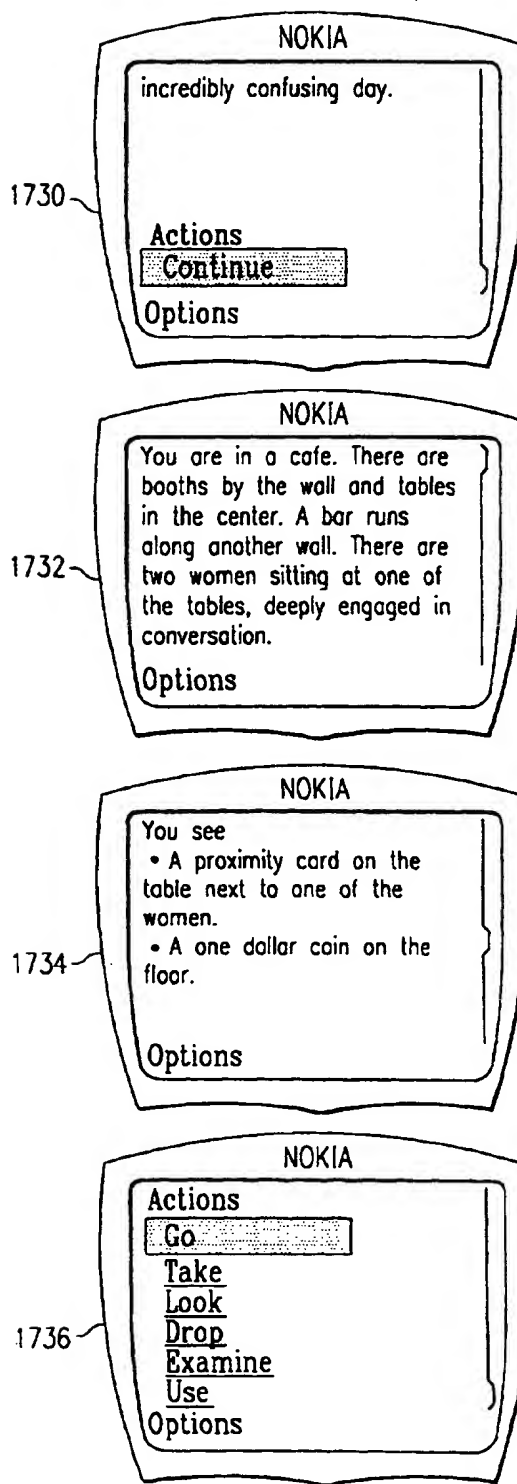 NOKIA
incredibly confusing day.
1730
Actions
Continue
Options
NOKIA
You are in a cafe. There are
booths by the wall and tables
in the center. A bar runs
along another wall. There are
two women sitting at one of
the tables, deeply engaged in
conversation.
1732
Options
NOKIA
You see
• A proximity card on the
table next to one of the
women.
• A one dollar coin on the
floor.
1734
Options
NOKIA
Actions
Go
Take
Look
Drop
Examine
Use
1736
Options